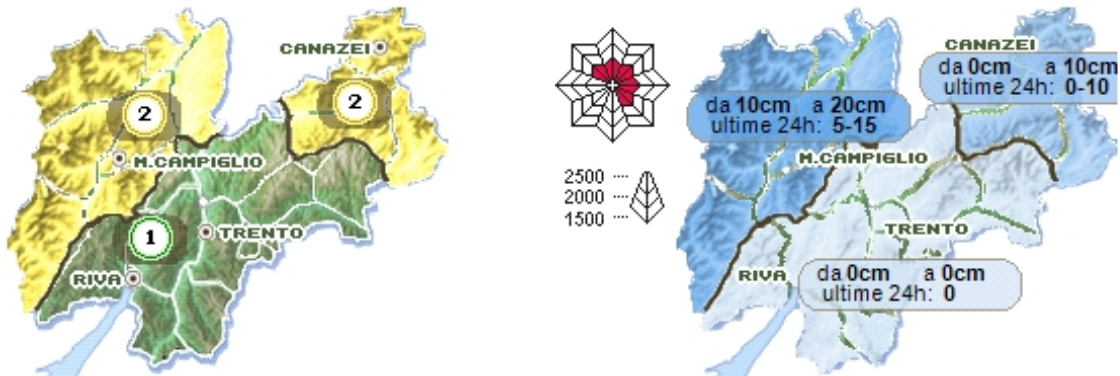 CANAZEI
2
2
M.CAMPIGLIO
1
TRENTO
RIVA
2500
2000
1500
CANAZEI
da 0cm a 10cm
ultime 24h: 0-10
da 10cm a 20cm
ultime 24h: 5-15
M.CAMPIGLIO
TRENTO
RIVA
da 0cm a 0cm
ultime 24h: 0